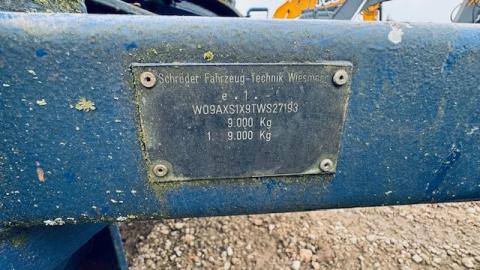 Schröder Fahrzeug-Technik Wiesmoor
e . 1 . -
W09AXS1X9TWS27193
9.000 Kg
1. 9.000 Kg